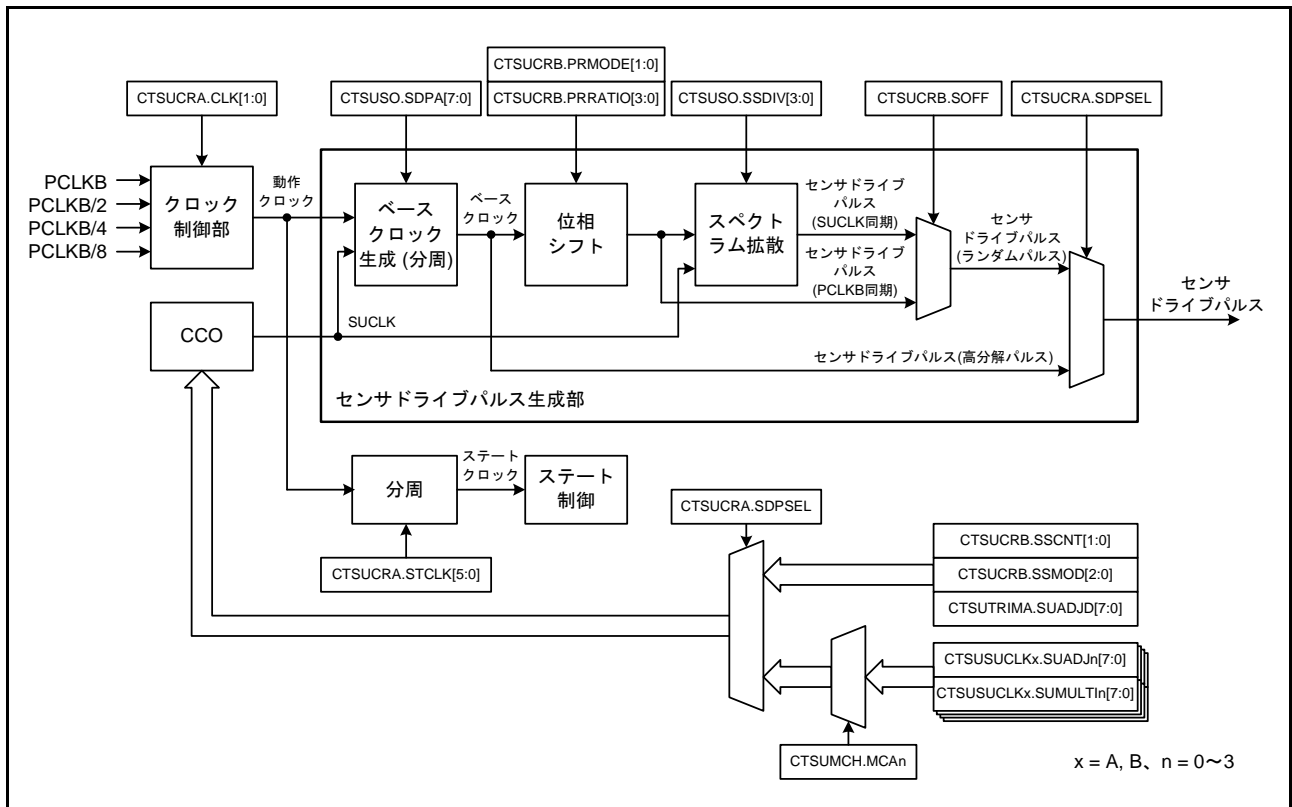 CTSUCRB.PRMODE[1:0]
CTSUCRA.CLK[1:0]
CTSUSO.SDPA[7:0]
CTSUCRB.PRRATIO[3:0]
CTSUSO.SSDIV[3:0]
CTSUCRB.SOFF
CTSUCRA.SDPSEL
PCLKB
PCLKB/2
PCLKB/4
PCLKB/8
クロック
制御部
動作
クロック
ベース
クロック
生成 (分周)
ベース
クロック
位相
シフト
スペクト
ラム拡散
センサドライブ
パルス
(SUCLK同期)
センサドライブ
パルス
(PCLKB同期)
センサ
ドライブパルス
(ランダムパルス)
センサ
ドライブパルス
CCO
SUCLK
センサドライブパルス(高分解パルス)
センサドライブパルス生成部
分周
ステート
クロック
ステート
制御
CTSUCRA.STCLK[5:0]
CTSUCRA.SDPSEL
CTSUCRB.SSCNT[1:0]
CTSUCRB.SSMOD[2:0]
CTSUTRIMA.SUADJD[7:0]
CTSUSUCLKx.SUADJn[7:0]
CTSUSUCLKx.SUMULTIn[7:0]
CTSUMCH.MCAn
x = A, B、n = 0～3